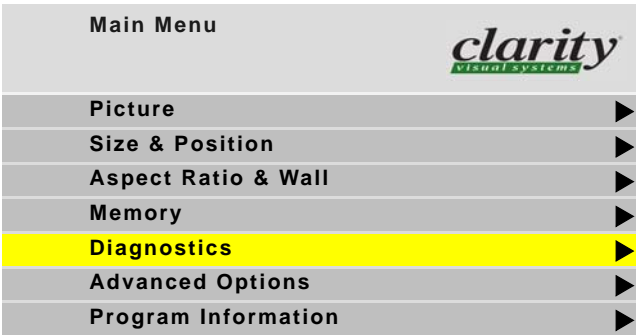 Main Menu
clarity
visual systems
Picture
Size & Position
Aspect Ratio & Wall
Memory
Diagnostics
Advanced Options
Program Information